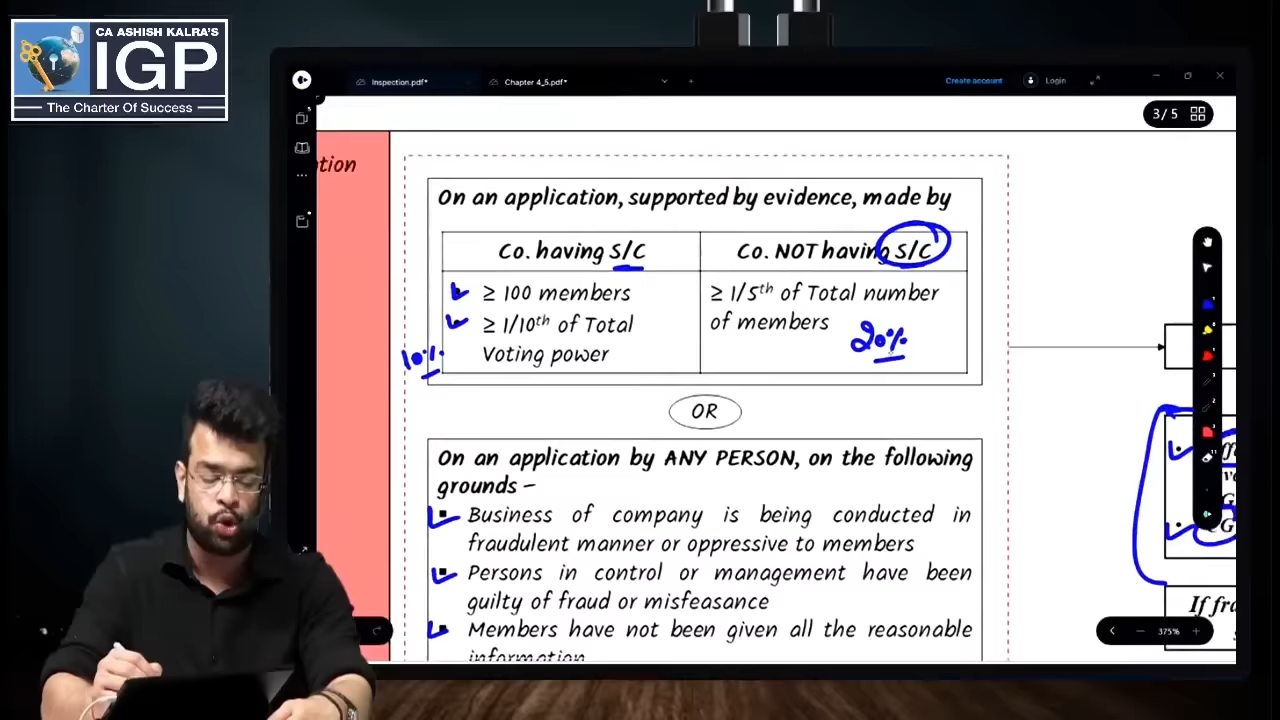 CA ASHISH KALRA'S
IGP
The Charter Of Success
Inspection.pdf*
Chapter 4_5.pdf*
+
Create account
Login
3/5
tion
On an application, supported by evidence, made by
Co. having S/C
Co. NOT having S/C
≥ 100 members
≥ 1/10th of Total
Voting power
10%
≥ 1/5th of Total number
of members
20%
OR
On an application by ANY PERSON, on the following
grounds –
Business of company is being conducted in
fraudulent manner or oppressive to members
Persons in control or management have been
guilty of fraud or misfeasance
Members have not been given all the reasonable
information
If fra
375%